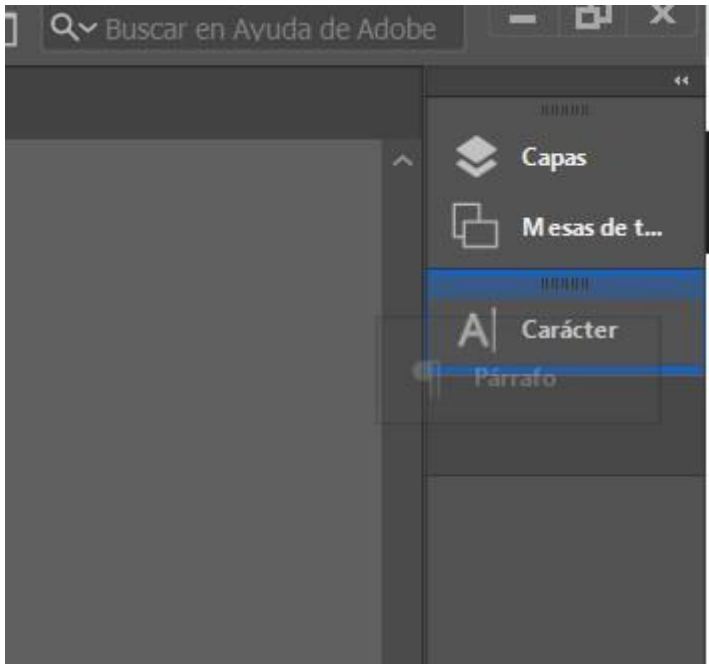 Buscar en Ayuda de Adobe
Capas
Mesas de t...
Carácter
Párrafo